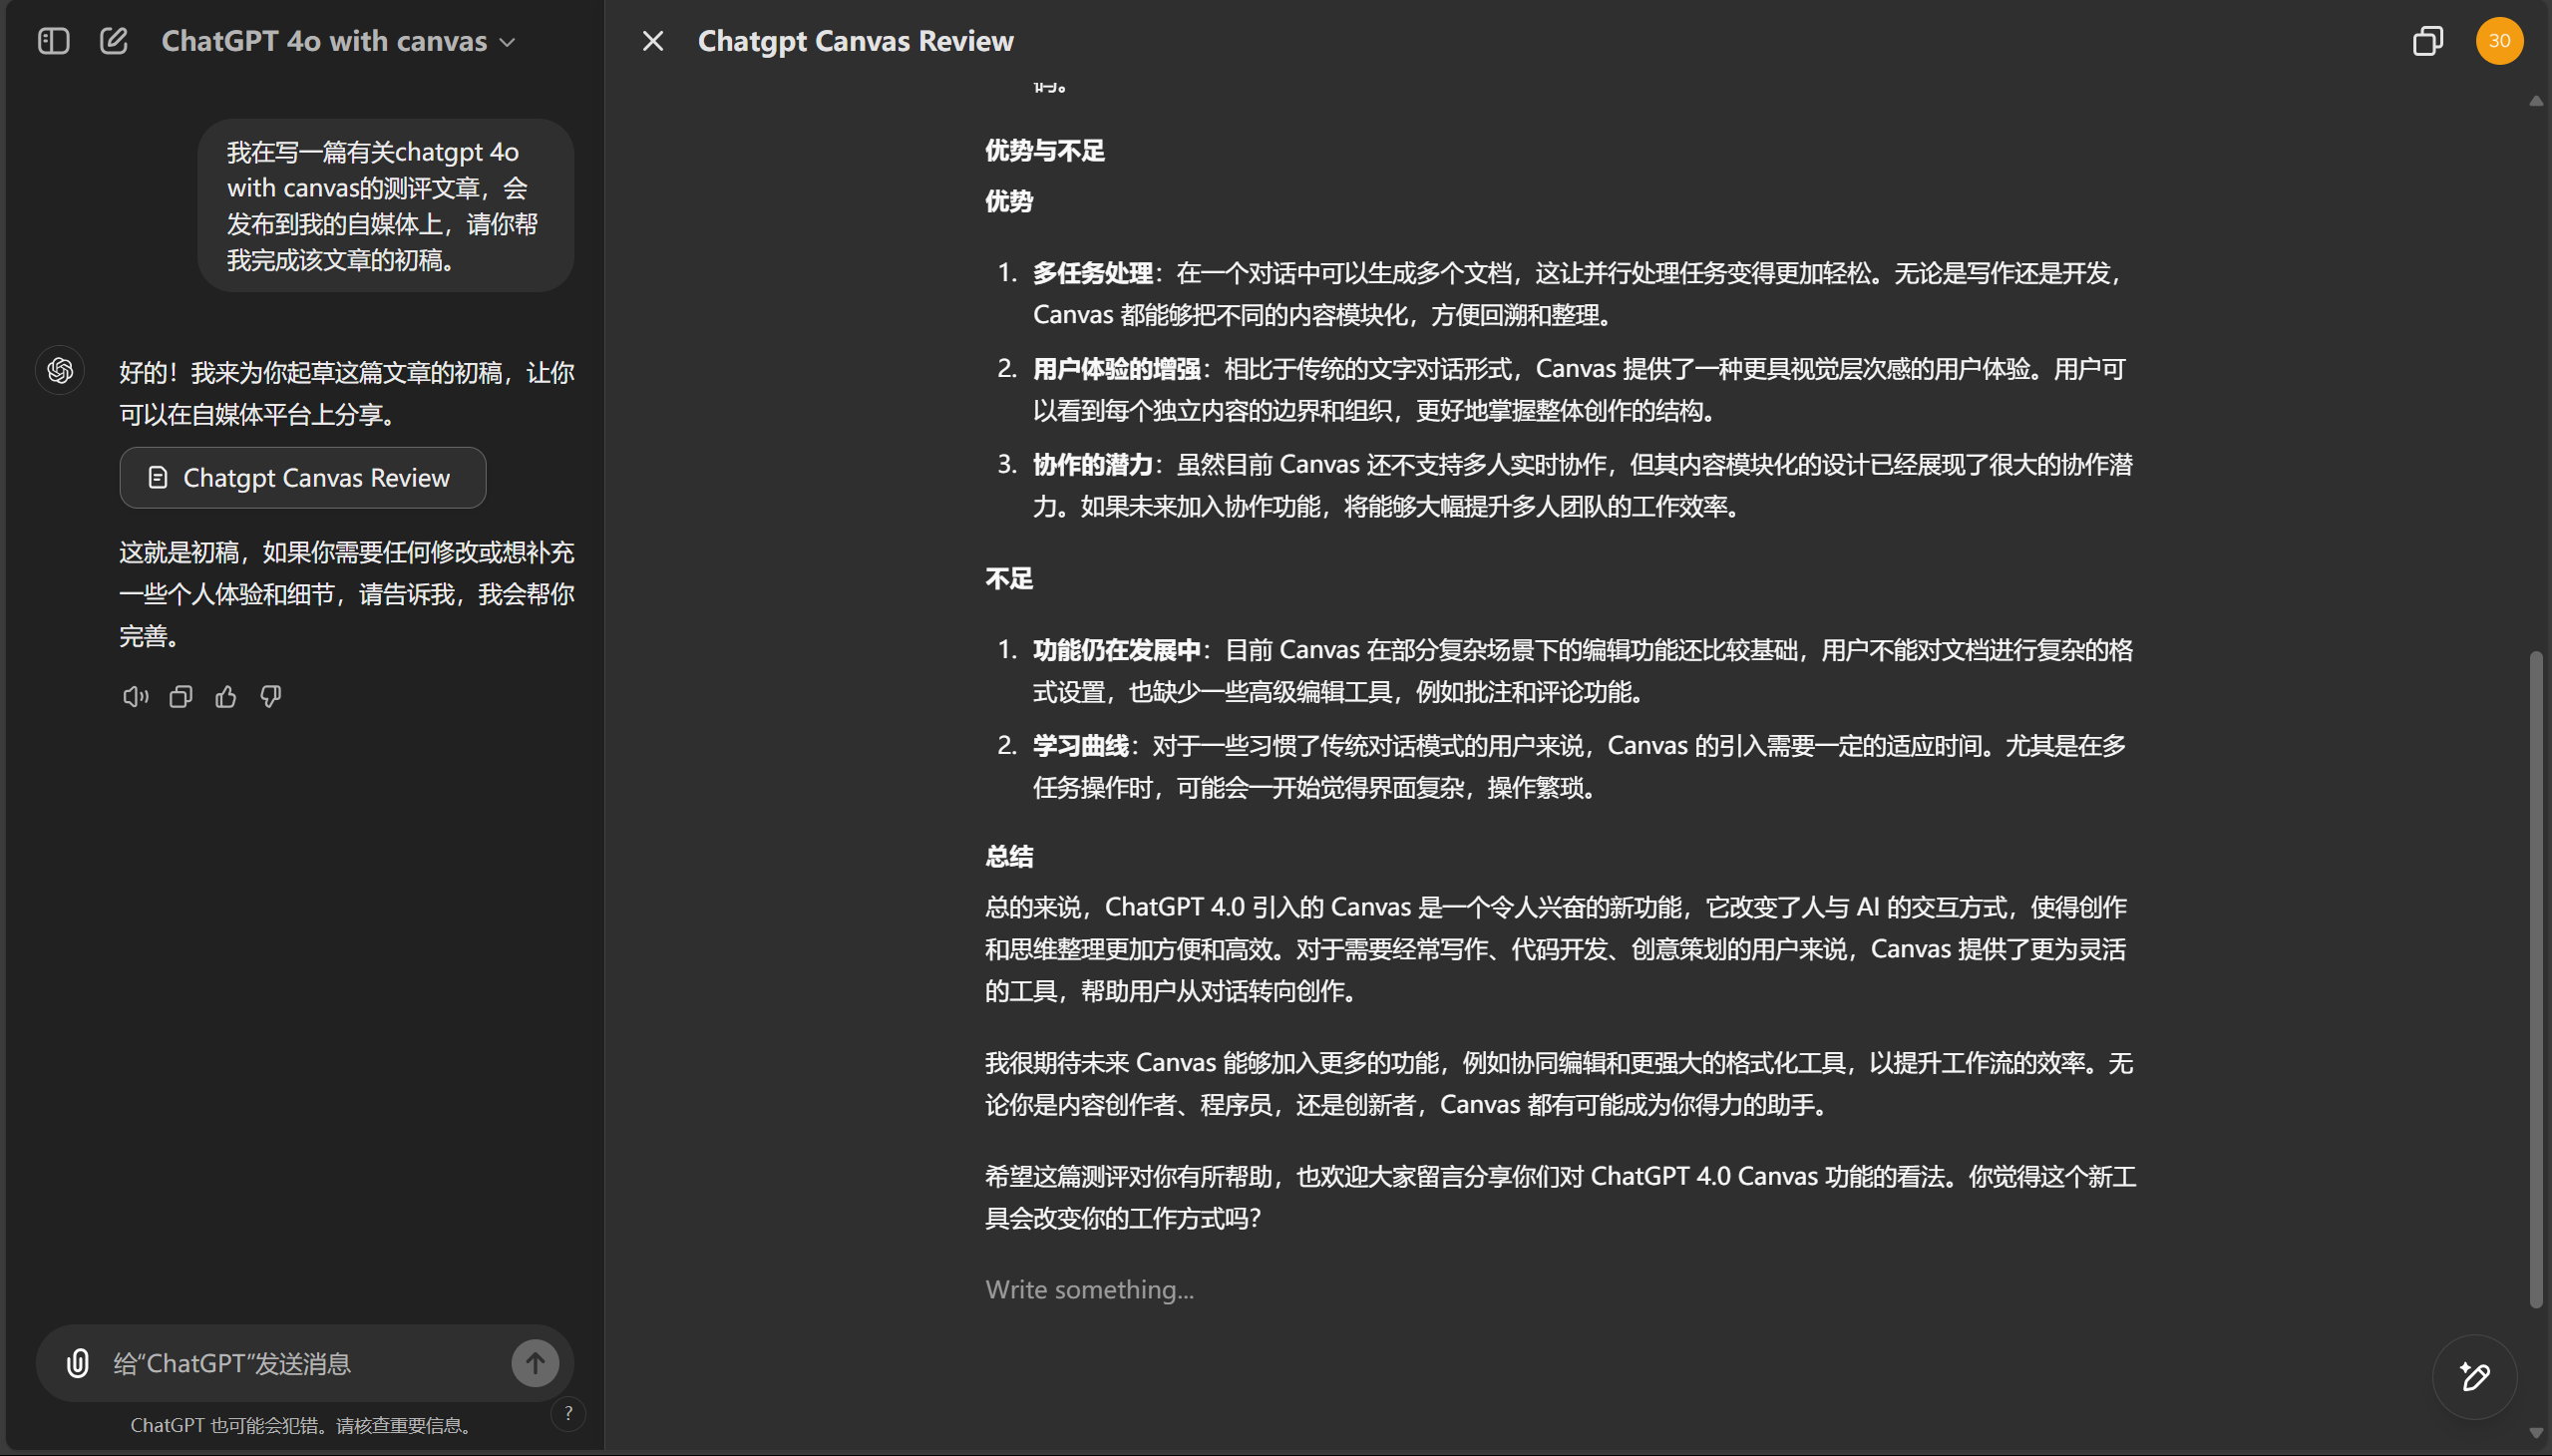 ChatGPT 4o with canvas
我在写一篇有关chatgpt 4o
with canvas的测评文章，会
发布到我的自媒体上，请你帮
我完成该文章的初稿。
好的！我来为你起草这篇文章的初稿，让你
可以在自媒体平台上分享。
Chatgpt Canvas Review
这就是初稿，如果你需要任何修改或想补充
一些个人体验和细节，请告诉我，我会帮你
完善。
给“ChatGPT”发送消息
ChatGPT 也可能会犯错。请核查重要信息。
?
Chatgpt Canvas Review
30
优势与不足
优势
1. 多任务处理：在一个对话中可以生成多个文档，这让并行处理任务变得更加轻松。无论是写作还是开发，
Canvas 都能够把不同的内容模块化，方便回溯和整理。
2. 用户体验的增强：相比于传统的文字对话形式，Canvas 提供了一种更具视觉层次感的用户体验。用户可
以看到每个独立内容的边界和组织，更好地掌握整体创作的结构。
3. 协作的潜力：虽然目前 Canvas 还不支持多人实时协作，但其内容模块化的设计已经展现了很大的协作潜
力。如果未来加入协作功能，将能够大幅提升多人团队的工作效率。
不足
1. 功能仍在发展中：目前 Canvas 在部分复杂场景下的编辑功能还比较基础，用户不能对文档进行复杂的格
式设置，也缺少一些高级编辑工具，例如批注和评论功能。
2. 学习曲线：对于一些习惯了传统对话模式的用户来说，Canvas 的引入需要一定的适应时间。尤其是在多
任务操作时，可能会一开始觉得界面复杂，操作繁琐。
总结
总的来说，ChatGPT 4.0 引入的 Canvas 是一个令人兴奋的新功能，它改变了人与 AI 的交互方式，使得创作
和思维整理更加方便和高效。对于需要经常写作、代码开发、创意策划的用户来说，Canvas 提供了更为灵活
的工具，帮助用户从对话转向创作。
我很期待未来 Canvas 能够加入更多的功能，例如协同编辑和更强大的格式化工具，以提升工作流的效率。无
论你是内容创作者、程序员，还是创新者，Canvas 都有可能成为你得力的助手。
希望这篇测评对你有所帮助，也欢迎大家留言分享你们对 ChatGPT 4.0 Canvas 功能的看法。你觉得这个新工
具会改变你的工作方式吗？
Write something...